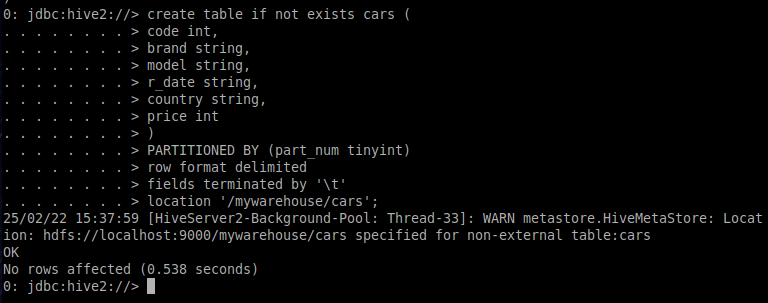 0: jdbc:hive2://> create table if not exists cars (
. . . . . . . . > code int,
. . . . . . . . > brand string,
. . . . . . . . > model string,
. . . . . . . . > r_date string,
. . . . . . . . > country string,
. . . . . . . . > price int
. . . . . . . . > )
. . . . . . . . > PARTITIONED BY (part_num tinyint)
. . . . . . . . > row format delimited
. . . . . . . . > fields terminated by '\t'
. . . . . . . . > location '/mywarehouse/cars';
25/02/22 15:37:59 [HiveServer2-Background-Pool: Thread-33]: WARN metastore.HiveMetaStore: Locat
ion: hdfs://localhost:9000/mywarehouse/cars specified for non-external table:cars
OK
No rows affected (0.538 seconds)
0: jdbc:hive2://>